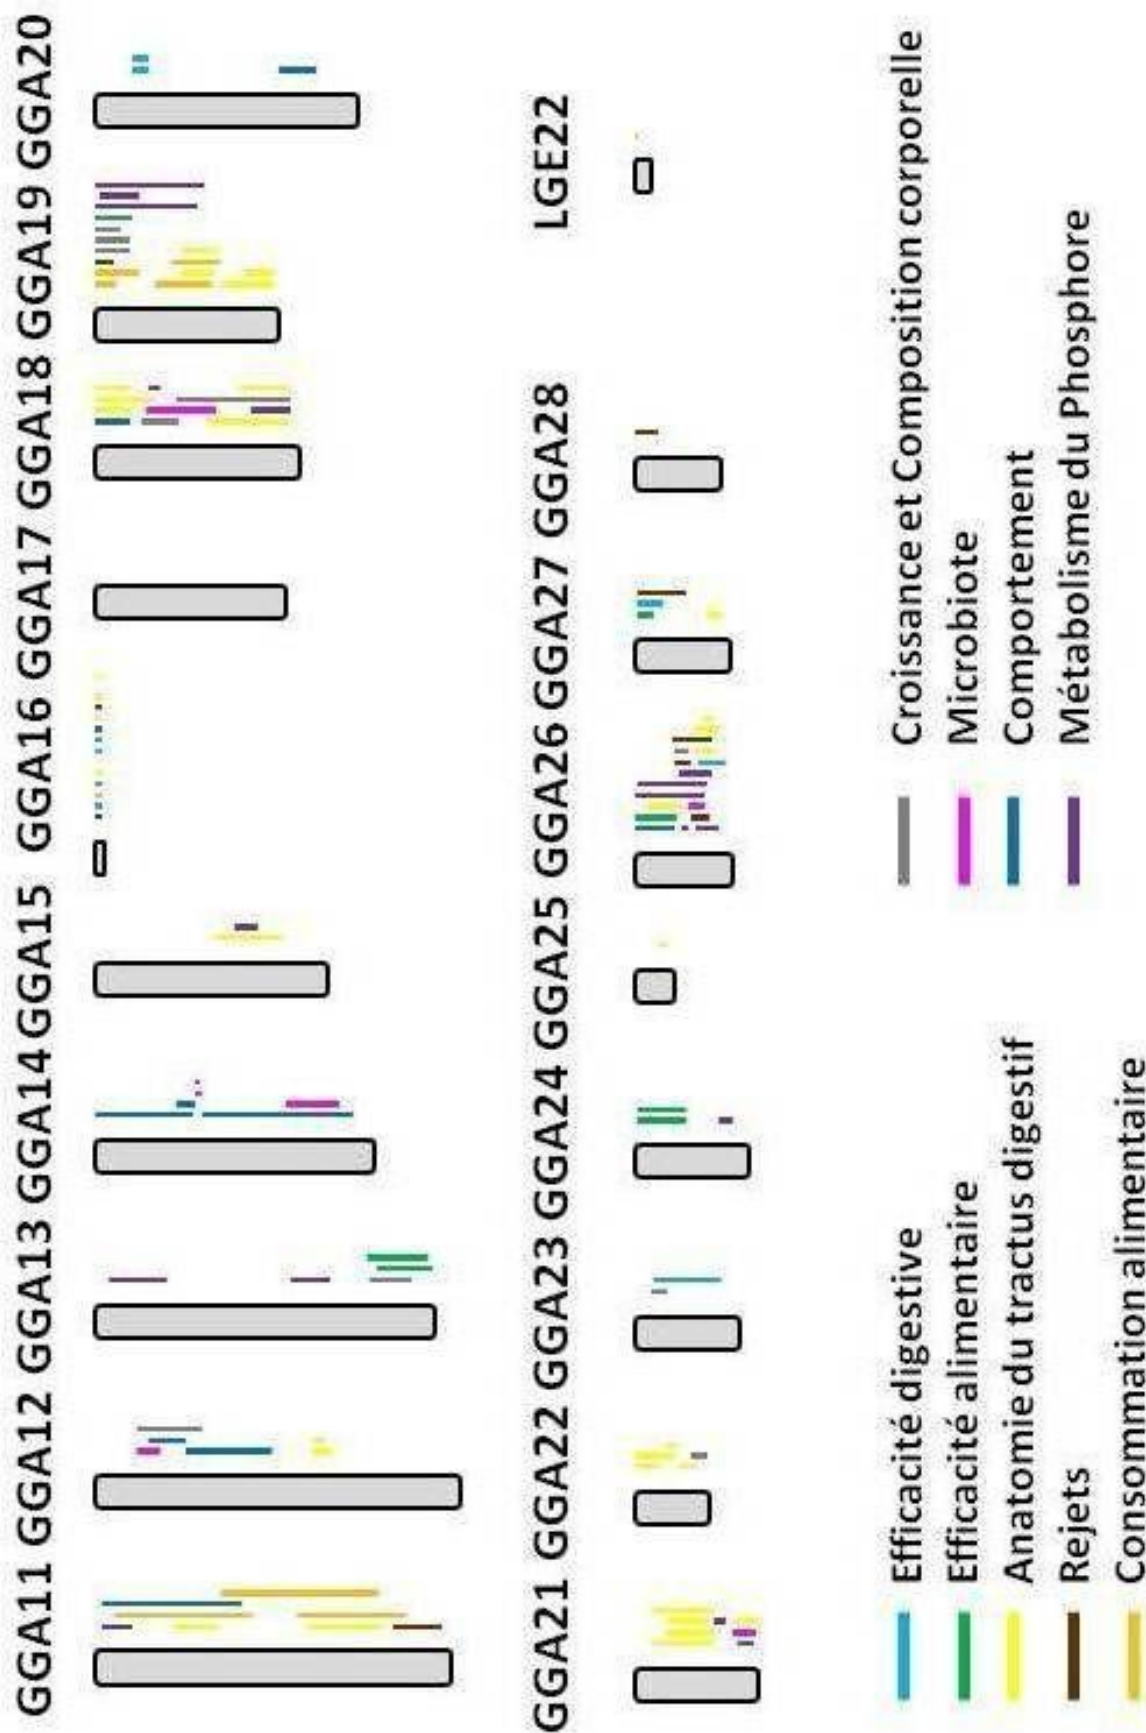 GGA11 GGA12 GGA13 GGA14 GGA15 GGA16 GGA17 GGA18 GGA19 GGA20
GGA21 GGA22 GGA23 GGA24 GGA25 GGA26 GGA27 GGA28 LGE22
Efficacité digestive
Efficacité alimentaire
Anatomie du tractus digestif
Rejets
Consommation alimentaire
Croissance et Composition corporelle
Microbiote
Comportement
Métabolisme du Phosphore